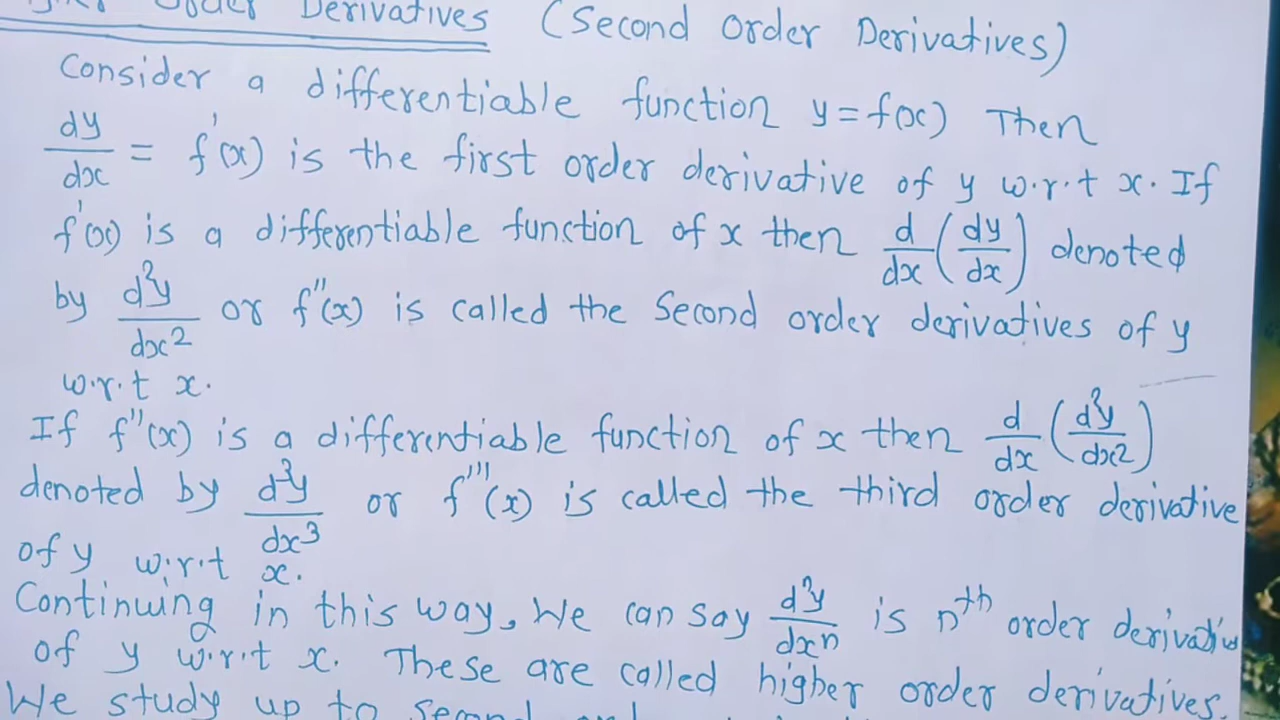 Order Derivatives (Second Order Derivatives)
Consider a differentiable function y = f(x) Then
dy/dx = f'(x) is the first order derivative of y w.r.t x. If
f'(x) is a differentiable function of x then d/dx (dy/dx) denoted
by d²y/dx² or f''(x) is called the Second order derivatives of y
w.r.t x.
If f''(x) is a differentiable function of x then d/dx (d²y/dx²)
denoted by d³y/dx³ or f'''(x) is called the third order derivative
of y w.r.t x.
Continuing in this way, We can say dⁿy/dxⁿ is nth order derivative
of y w.r.t x. These are called higher order derivatives.
We study up to second